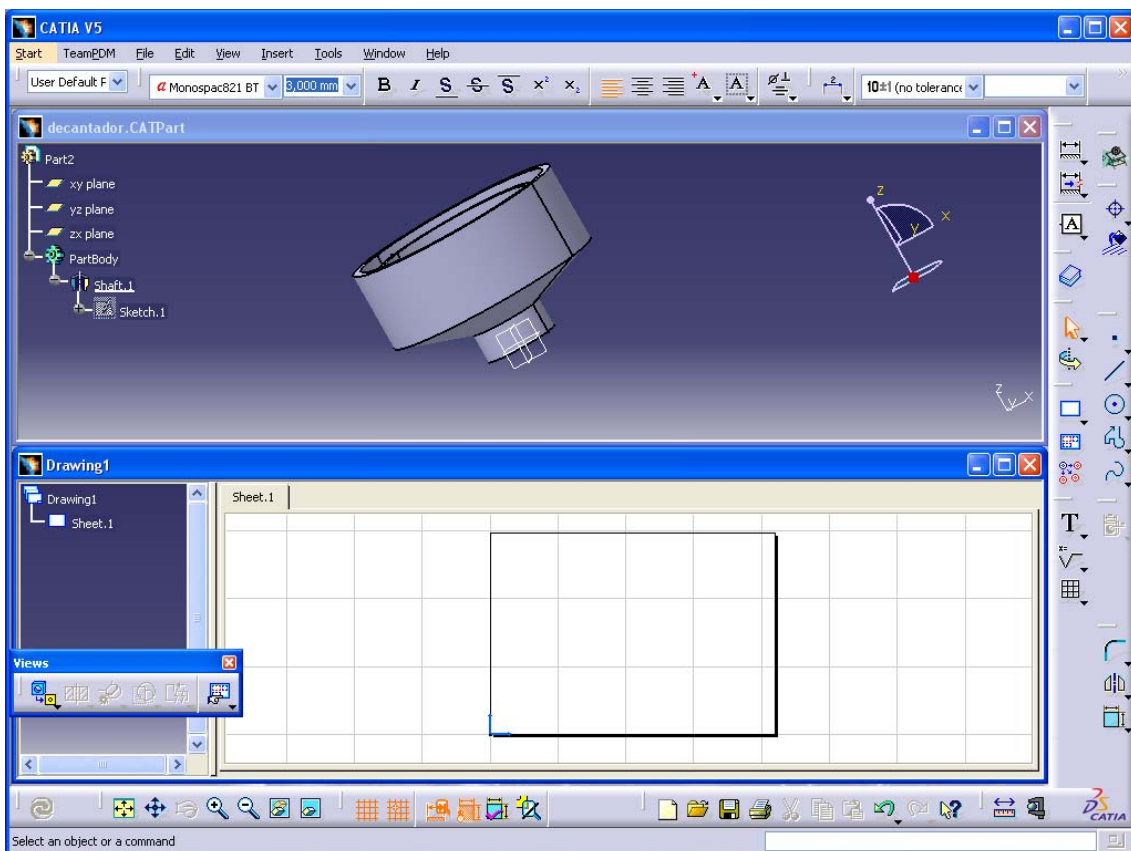 CATIA V5
Start TeamPDM File Edit View Insert Tools Window Help
User Default F Monospac821 BT 3,000 mm B I S S S x² x₂ A A 10±1 (no tolerance
decantador.CATPart
Part2
xy plane
yz plane
zx plane
PartBody
Shaft.1
Sketch.1
z
x
y
z
y x
Drawing1
Drawing1
Sheet.1
Sheet.1
Views
A
T
CATIA
Select an object or a command